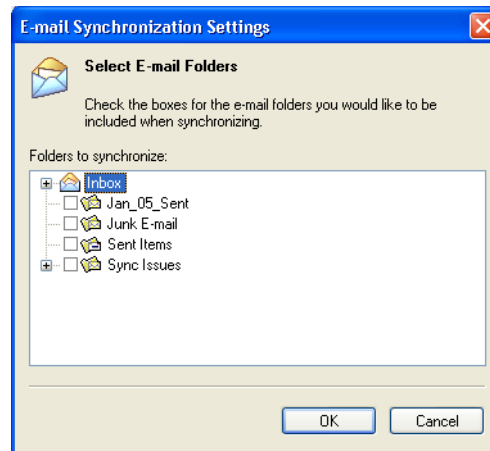 E-mail Synchronization Settings
Select E-mail Folders
Check the boxes for the e-mail folders you would like to be
included when synchronizing.
Folders to synchronize:
Inbox
Jan_05_Sent
Junk E-mail
Sent Items
Sync Issues
OK
Cancel